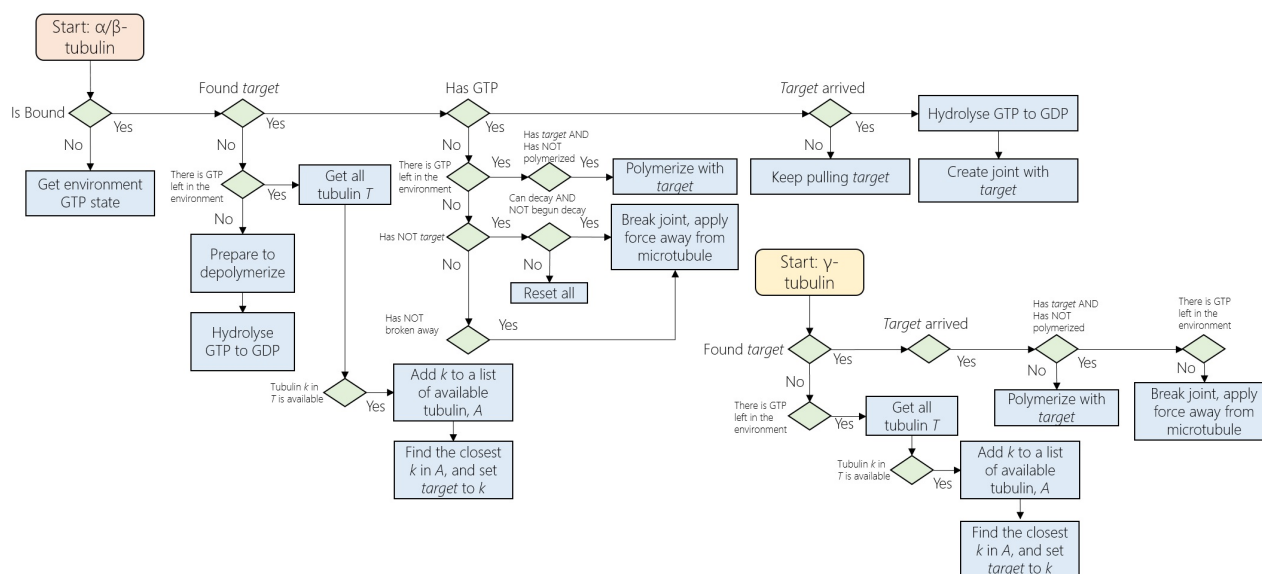 Start: α/β-
tubulin
Is Bound
Yes
No
Get environment
GTP state
Found target
Yes
No
There is GTP
left in the
environment
Yes
No
Prepare to
depolymerize
Hydrolyse
GTP to GDP
Get all
tubulin T
Tubulin k in
T is available
Yes
Add k to a list
of available
tubulin, A
Find the closest
k in A, and set
target to k
Has GTP
Yes
No
There is GTP
left in the
environment
Yes
No
Has target AND
Has NOT
polymerized
Yes
Polymerize with
target
Has NOT target
Yes
No
Can decay AND
NOT begun decay
Yes
No
Reset all
Break joint, apply
force away from
microtubule
Has NOT
broken away
Yes
Target arrived
Yes
No
Keep pulling target
Hydrolyse GTP to GDP
Create joint with
target
Start: γ-
tubulin
Found target
Yes
No
Target arrived
Yes
Has target AND
Has NOT
polymerized
Yes
No
Polymerize with
target
There is GTP
left in the
environment
No
Break joint, apply
force away from
microtubule
There is GTP
left in the
environment
Yes
Get all
tubulin T
Tubulin k in
T is available
Yes
Add k to a list
of available
tubulin, A
Find the closest
k in A, and set
target to k